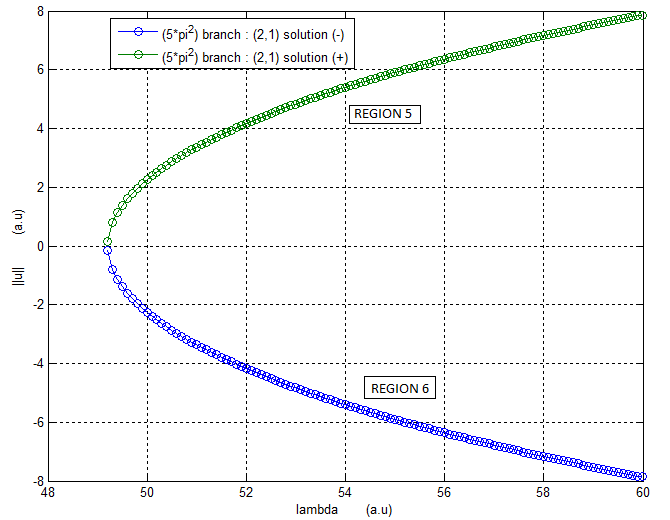 8
(5*pi2) branch : (2,1) solution (-)
(5*pi2) branch : (2,1) solution (+)
6
REGION 5
4
2
0
||u|| (a.u)
-2
-4
REGION 6
-6
-8
48 50 52 54 56 58 60
lambda (a.u)